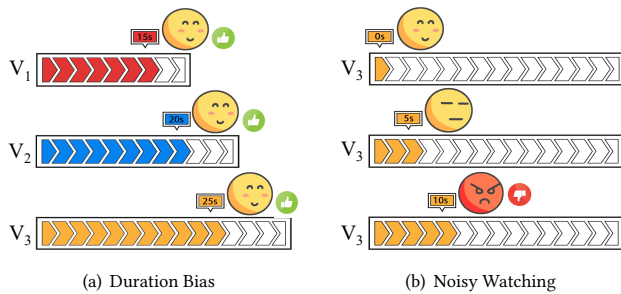 15s
V1
20s
V2
25s
V3
(a) Duration Bias
0s
V3
5s
V3
10s
V3
(b) Noisy Watching